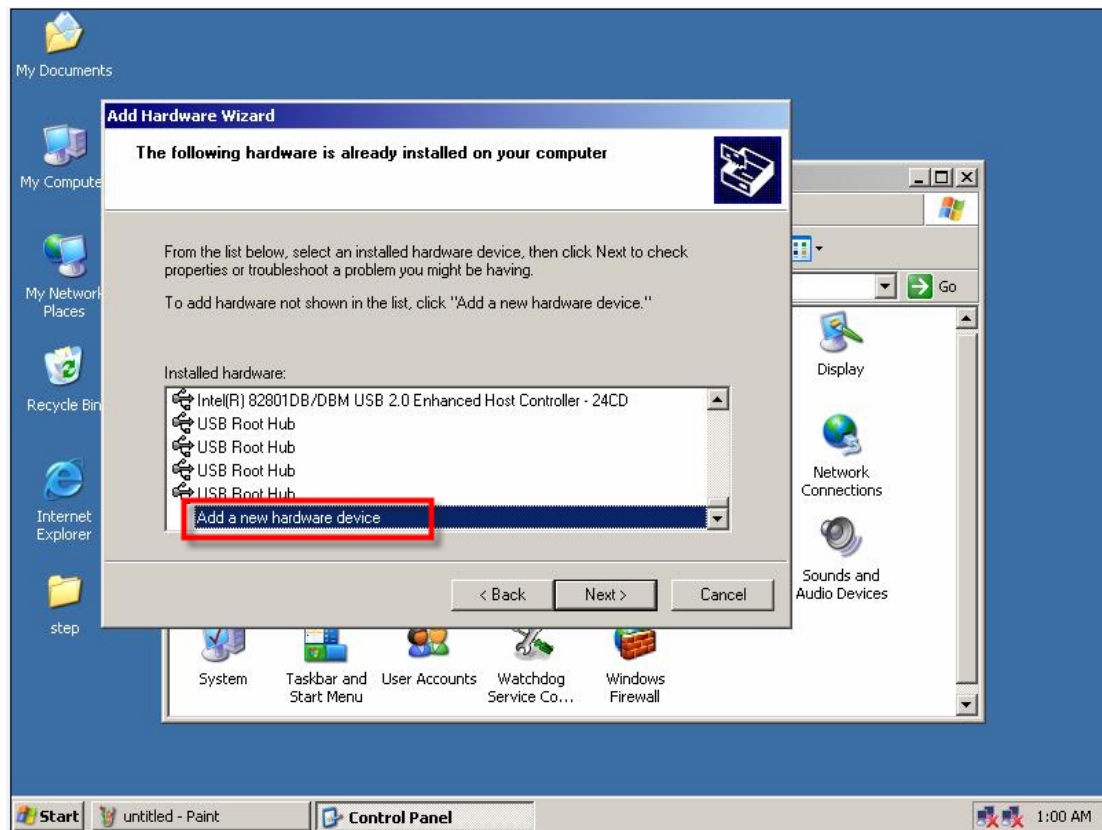 My Documents
My Compute
My Network
Places
Recycle Bin
Internet
Explorer
step
Add Hardware Wizard
The following hardware is already installed on your computer
From the list below, select an installed hardware device, then click Next to check
properties or troubleshoot a problem you might be having.
To add hardware not shown in the list, click "Add a new hardware device."
Installed hardware:
Intel(R) 82801DB/DBM USB 2.0 Enhanced Host Controller - 24CD
USB Root Hub
USB Root Hub
USB Root Hub
USB Root Hub
Add a new hardware device
< Back
Next >
Cancel
Go
Display
Network
Connections
Sounds and
Audio Devices
System
Taskbar and
Start Menu
User Accounts
Watchdog
Service Co...
Windows
Firewall
Start
untitled - Paint
Control Panel
1:00 AM